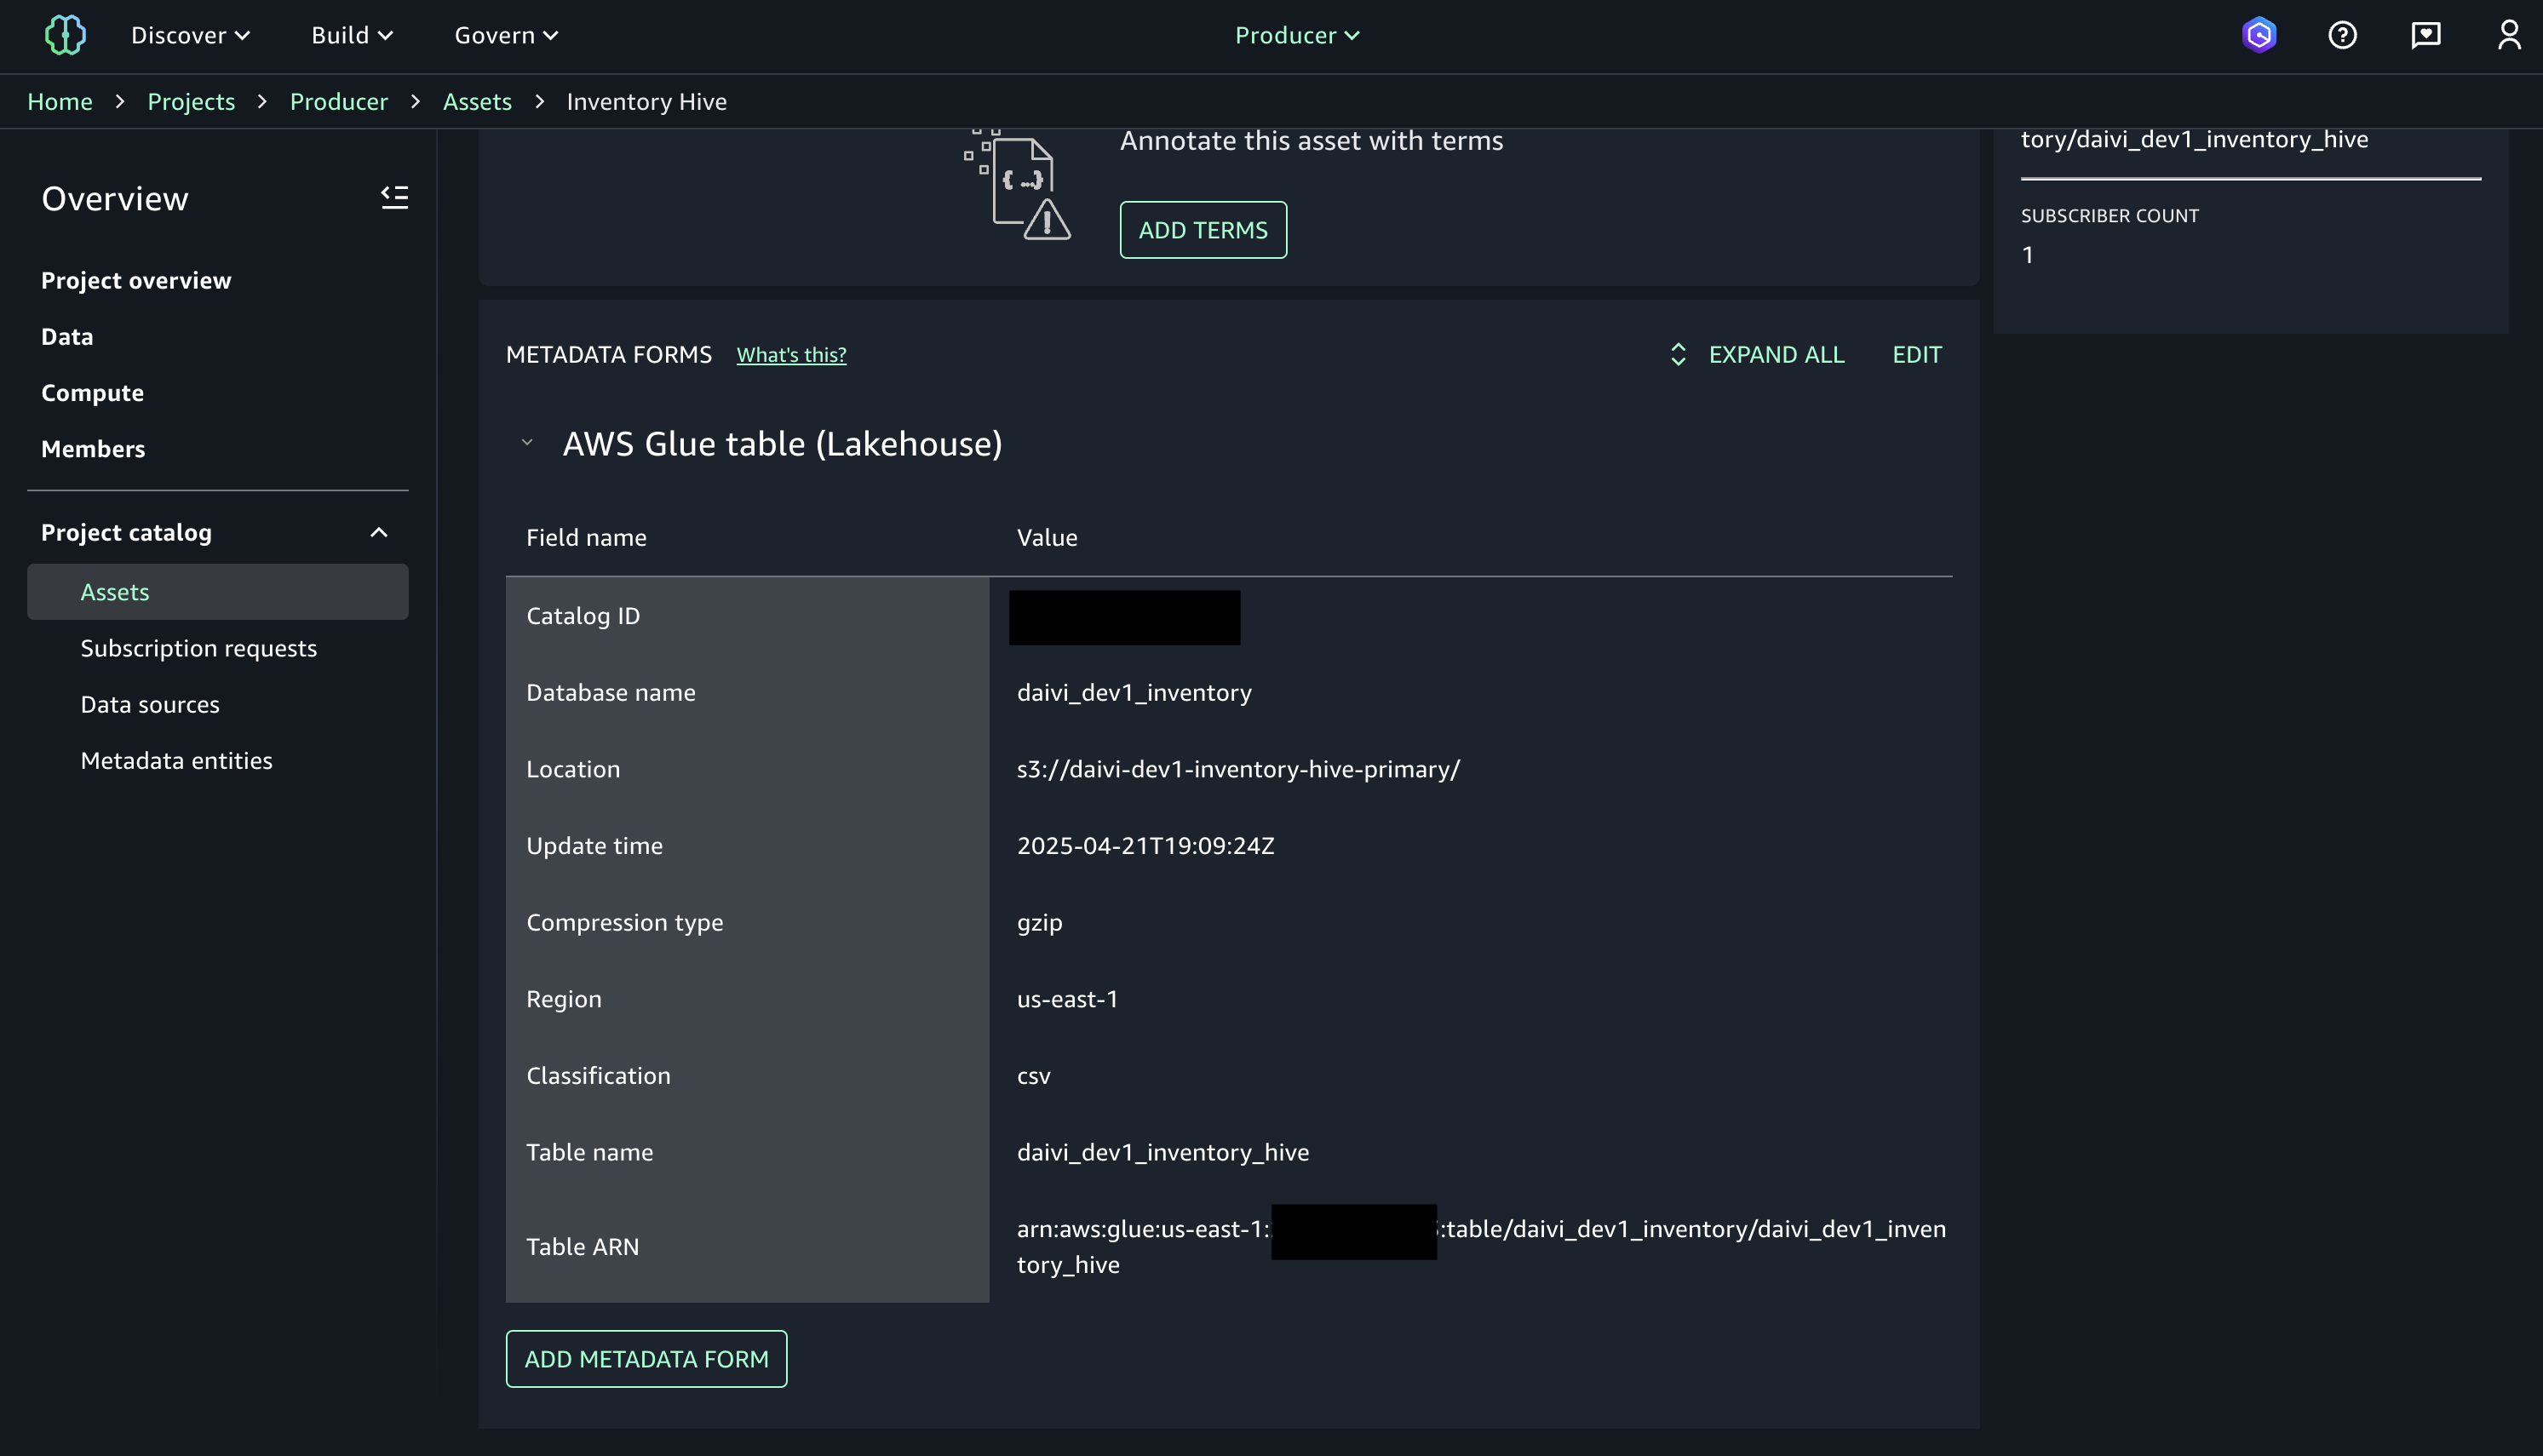 Discover
Build
Govern
Producer
Home > Projects > Producer > Assets > Inventory Hive
Overview
Project overview
Data
Compute
Members
Project catalog
Assets
Subscription requests
Data sources
Metadata entities
{ ... }
Annotate this asset with terms
ADD TERMS
tory/daivi_dev1_inventory_hive
SUBSCRIBER COUNT
1
METADATA FORMS What's this? EXPAND ALL EDIT
AWS Glue table (Lakehouse)
Field name Value
Catalog ID
Database name daivi_dev1_inventory
Location s3://daivi-dev1-inventory-hive-primary/
Update time 2025-04-21T19:09:24Z
Compression type gzip
Region us-east-1
Classification csv
Table name daivi_dev1_inventory_hive
Table ARN arn:aws:glue:us-east-1: :table/daivi_dev1_inventory/daivi_dev1_inven
tory_hive
ADD METADATA FORM